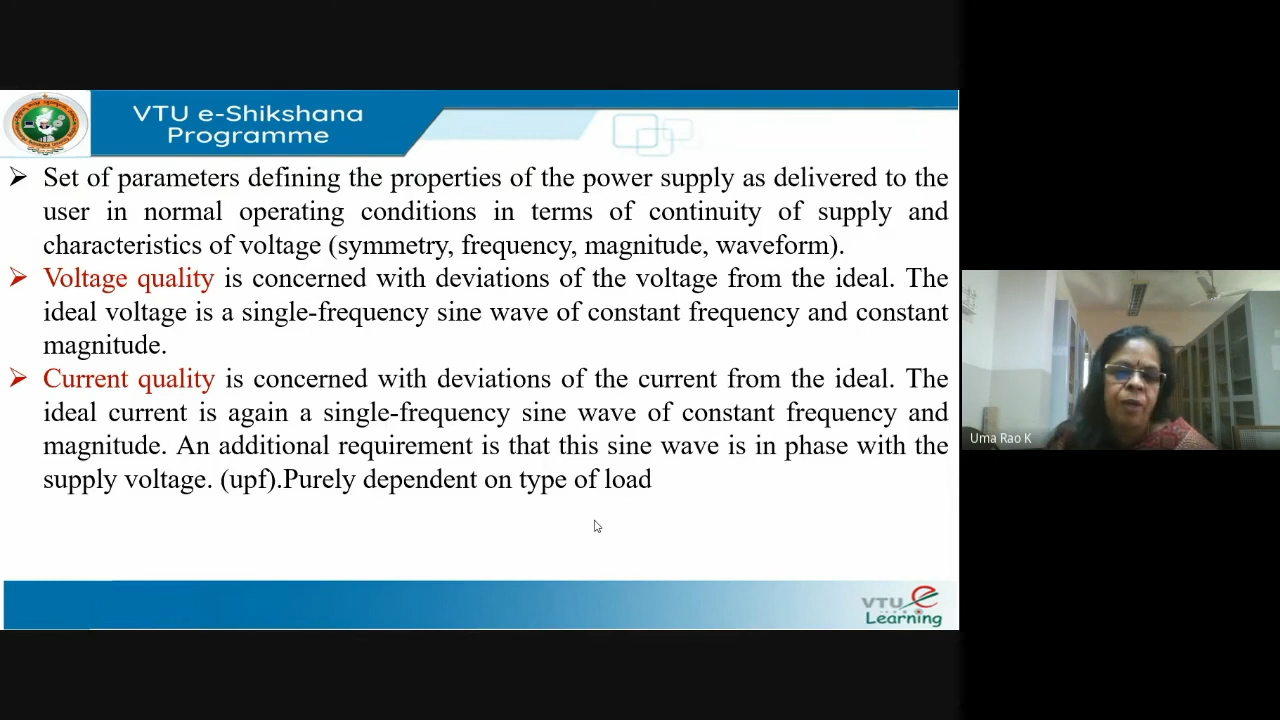 VTU e-Shikshana
Programme
➢ Set of parameters defining the properties of the power supply as delivered to the
user in normal operating conditions in terms of continuity of supply and
characteristics of voltage (symmetry, frequency, magnitude, waveform).
➢ Voltage quality is concerned with deviations of the voltage from the ideal. The
ideal voltage is a single-frequency sine wave of constant frequency and constant
magnitude.
➢ Current quality is concerned with deviations of the current from the ideal. The
ideal current is again a single-frequency sine wave of constant frequency and
magnitude. An additional requirement is that this sine wave is in phase with the
supply voltage. (upf).Purely dependent on type of load
Uma Rao K
VTU e
Learning